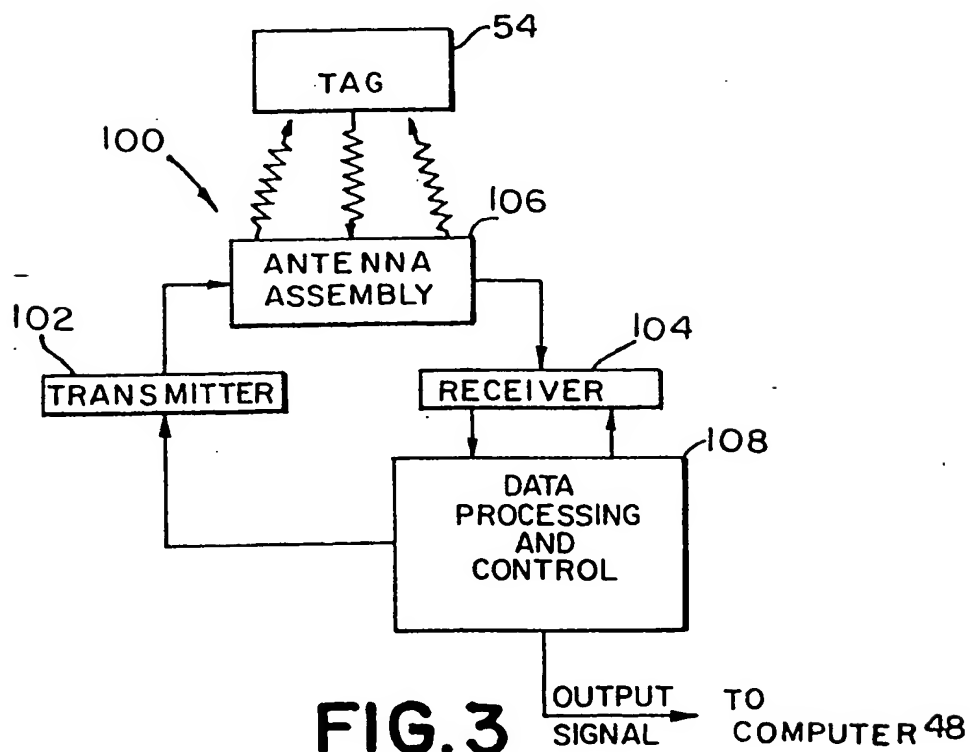 54
TAG
100
106
ANTENNA
ASSEMBLY
102
104
TRANSMITTER
RECEIVER
108
DATA
PROCESSING
AND
CONTROL
OUTPUT
SIGNAL
TO
COMPUTER 48
FIG.3